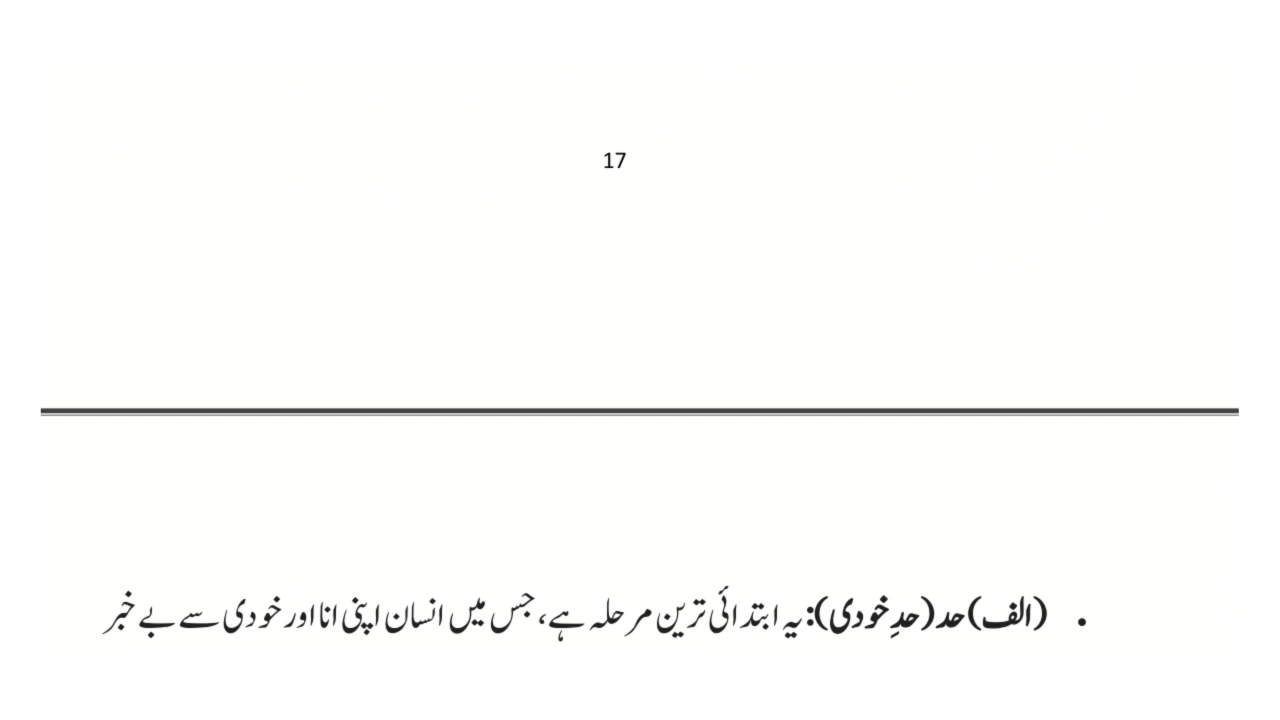 17
• (الف) حد (حدِ خودی): یہ ابتدائی ترین مرحلہ ہے، جس میں انسان اپنی انا اور خودی سے بے خبر